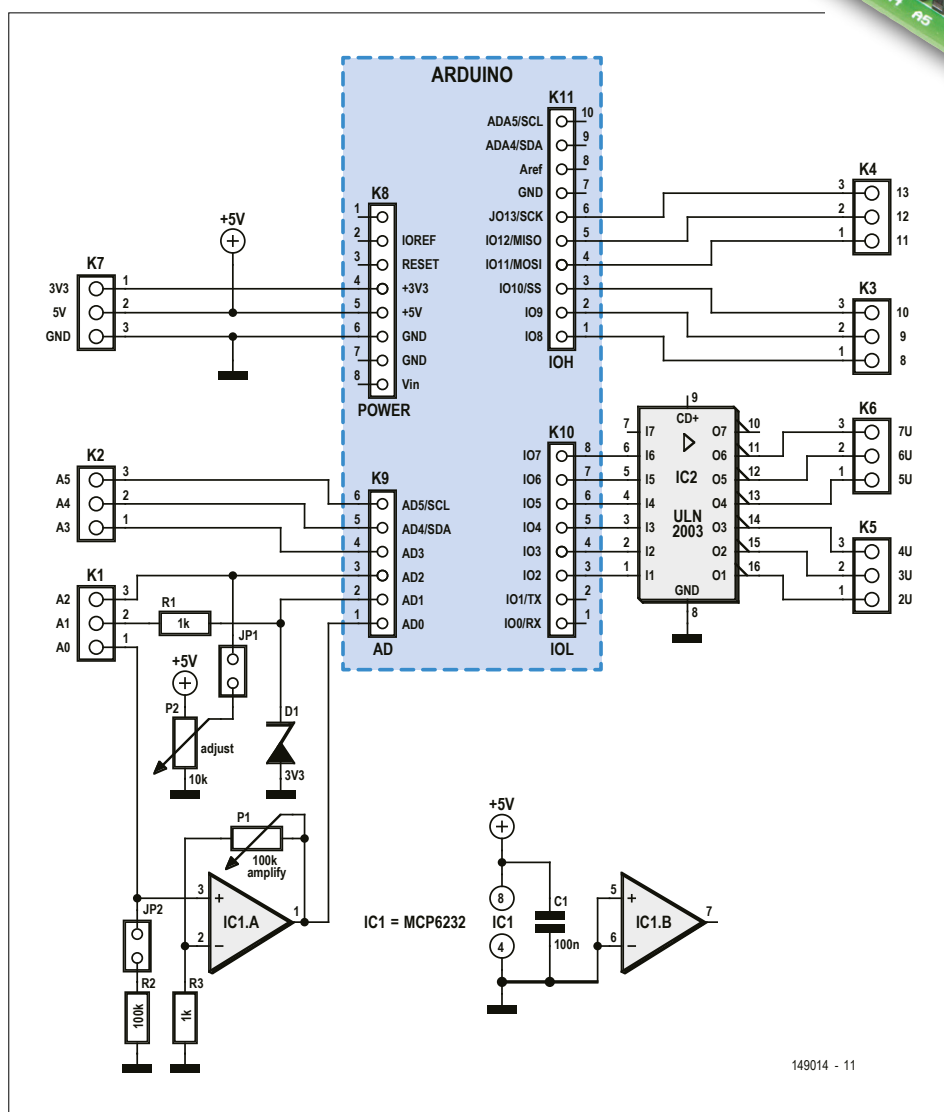 A5
ARDUINO
K11
ADA5/SCL 10
ADA4/SDA 9
Aref 8
GND 7
JO13/SCK 6
IO12/MISO 5
IO11/MOSI 4
IO10/SS 3
IO9 2
IO8 1
IOH
K8
1
2 IOREF
3 RESET
4 +3V3
5 +5V
6 GND
7 GND
8 Vin
POWER
+5V
K7
3V3 1
5V 2
GND 3
K4
3 13
2 12
1 11
K3
3 10
2 9
1 8
K2
A5 3
A4 2
A3 1
K1
A2 3
A1 2
A0 1
K9
6 AD5/SCL
5 AD4/SDA
4 AD3
3 AD2
2 AD1
1 AD0
AD
K10
IO7 8
IO6 7
IO5 6
IO4 5
IO3 4
IO2 3
IO1/TX 2
IO0/RX 1
IOL
9
CD+
7 I7 O7 10
6 I6 O6 11
5 I5 O5 12
4 I4 O4 13
3 I3 O3 14
2 I2 O2 15
1 I1 O1 16
IC2
ULN
2003
GND
8
K6
3 7U
2 6U
1 5U
K5
3 4U
2 3U
1 2U
R1
1k
JP1
+5V
P2
adjust
10k
D1
3V3
P1
100k
amplify
3
+
IC1.A
1
2
–
JP2
R2
100k
R3
1k
IC1 = MCP6232
+5V
8
IC1
4
C1
100n
5
+
IC1.B
7
6
–
149014 - 11